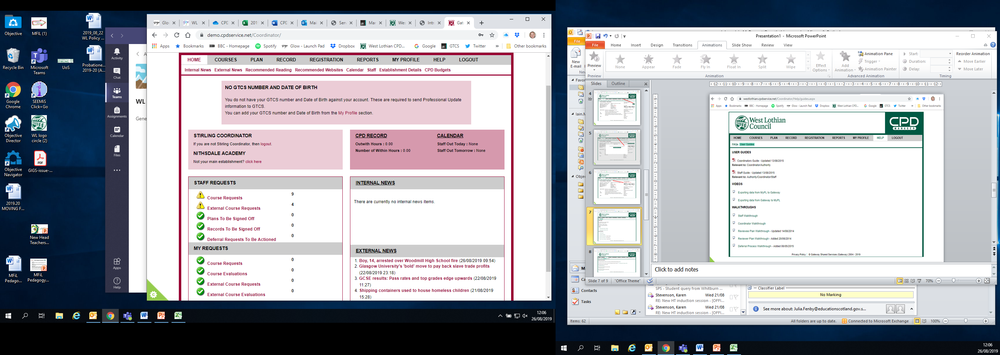 Objective
MFIL (1)
2019_08_22
WL Policy ...
Recycle Bin
Microsoft
Teams
UoS
Probatione...
2019-20 (A...
Google
Chrome
SEEMiS
Click+Go
Objective
Director
WL logo
circle (2)
Objective
Navigator
GIGS-issue-...
2019.20
MOVING F...
New Head
Teachers...
MFiL
Pedago...
MFiL
Pedagogy...
Activity
Chat
Teams
Assignments
Calendar
Files
Apps
Help
WL
Gene
Glo
WL
CPD
2019
CPD
Mail
Serv
Mar
Wes
Intr
Gate
demo.cpdservice.net/Coordinator/
Apps Bookmarks BBC - Homepage Spotify Glow - Launch Pad Dropbox West Lothian CPD... Google GTCS Twitter » Other bookmarks
HOME COURSES PLAN RECORD REGISTRATION REPORTS MY PROFILE HELP LOGOUT
Internal News External News Recommended Reading Recommended Websites Calendar Staff Establishment Details CPD Budgets
NO GTCS NUMBER AND DATE OF BIRTH
You do not have your GTCS number and Date of Birth against your account. These are required to send Professional Update
information to GTCS.
You can add your GTCS number and Date of Birth from the My Profile section.
STIRLING COORDINATOR
If you are not Stirling Coordinator, then logout.
NITHSDALE ACADEMY
Not your main establishment? click here
CPD RECORD
Outwith Hours : 0.00
Number of Within Hours : 0.00
CALENDAR
Staff Out Today : None
Staff Out Tomorrow : None
STAFF REQUESTS
Course Requests 9
External Course Requests 4
Plans To Be Signed Off 0
Records To Be Signed Off 0
Deferral Requests To Be Actioned 0
MY REQUESTS
Course Requests 0
Course Evaluations 0
External Course Requests 0
External Course Evaluations 0
INTERNAL NEWS
There are currently no internal news items.
EXTERNAL NEWS
1. Boy, 14, arrested over Woodmill High School fire (26/08/2019 09:54)
2. Glasgow University's 'bold' move to pay back slave trade profits
(22/08/2019 23:18)
3. GCSE results: Pass rates and top grades edge upwards (22/08/2019
11:27)
4. Shipping containers used to house homeless children (21/08/2019
15:28)
12:06
26/08/2019
Presentation1 - Microsoft PowerPoint
File Home Insert Design Transitions Animations Slide Show Review View
File
New
E-mail
Preview
None Appear Fade Fly In Float In Split Wipe
Effect
Options
Add
Animation
Animation Pane
Trigger
Animation Painter
Start:
Duration:
Delay:
Reorder Animation
Move Earlier
Move Later
Preview Animation Advanced Animation Timing
Slides Outline
Favor
Iain.M
Objec
4
5
6
7
8
westlothian.cpdservice.net/Coordinator/Help/guides.aspx
Apps Bookmarks BBC - Homepage Spotify Glow - Launch Pad Dropbox West Lothian CPD... Google GTCS Twitter » Other bookmarks
West Lothian
Council
CPD
MANAGER
HOME COURSES PLAN RECORD REGISTRATION REPORTS MY PROFILE HELP LOGOUT
FAQs User Guides
USER GUIDES
Coordinators Guide - Updated 13/08/2015
Relevant to: Coordinator/Authority
Staff Guide - Updated 13/08/2015
Relevant to: Authority/Coordinator/Staff
VIDEOS
Exporting data from MyPL to Gateway
Exporting data from Gateway to MyPL
WALKTHROUGHS
Staff Walkthrough
Coordinator Walkthrough
Reviewee Plan Walkthrough - Updated 14/08/2014
Reviewer Plan Walkthrough - Added 20/06/2014
Deferral Process Walkthrough - Added 06/05/2015
Privacy Policy | © Gateway Shared Services (Gateway) 2004 - 2019
Click to add notes
Slide 7 of 9 "Office Theme" 70%
Contacts
Tasks
SPS - Student query from Whitburn ...
Stevenson, Karen Wed 21/08
RE: New HT induction session - [OFFI...
Stevenson, Karen Wed 21/08
RE: New HT induction session - [OFFI...
Classifier Label
No Marking
See more about: Julia.Fenby@educationscotland.gov.s...
Items: 62
All folders are up to date. Connected to Microsoft Exchange 100%
12:06
26/08/2019